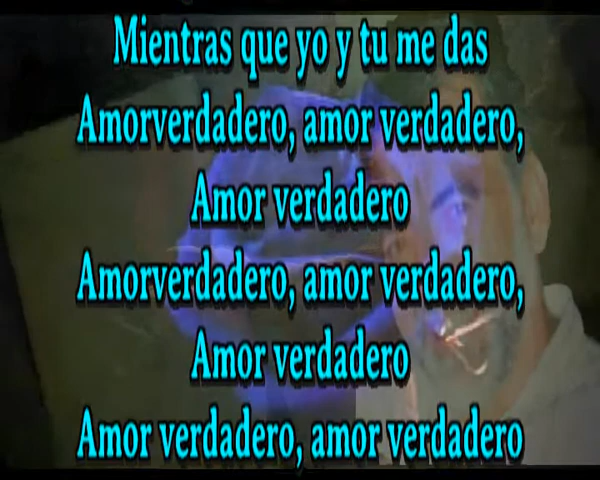 Mientras que yo y tu me das
Amorverdadero, amor verdadero,
Amor verdadero
Amorverdadero, amor verdadero,
Amor verdadero
Amor verdadero, amor verdadero